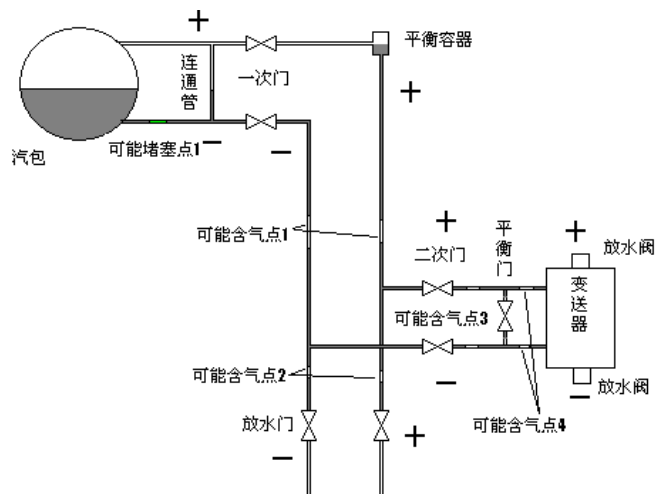 +
平衡容器
连通管
一次门
+
汽包
可能堵塞点1
－
－
可能含气点1
+
二次门
平衡门
+
放水阀
变送器
可能含气点3
可能含气点2
－
－
放水阀
放水门
+
可能含气点4
－